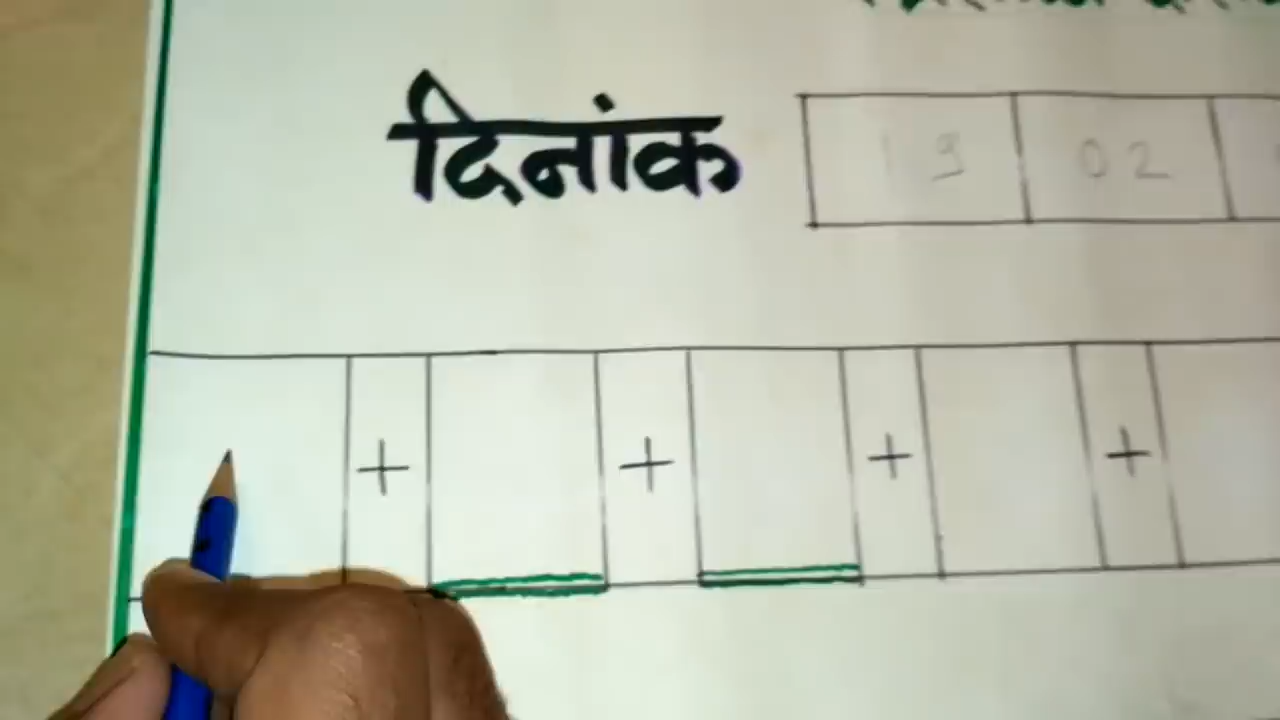 दिनांक 19 02
+ + + +